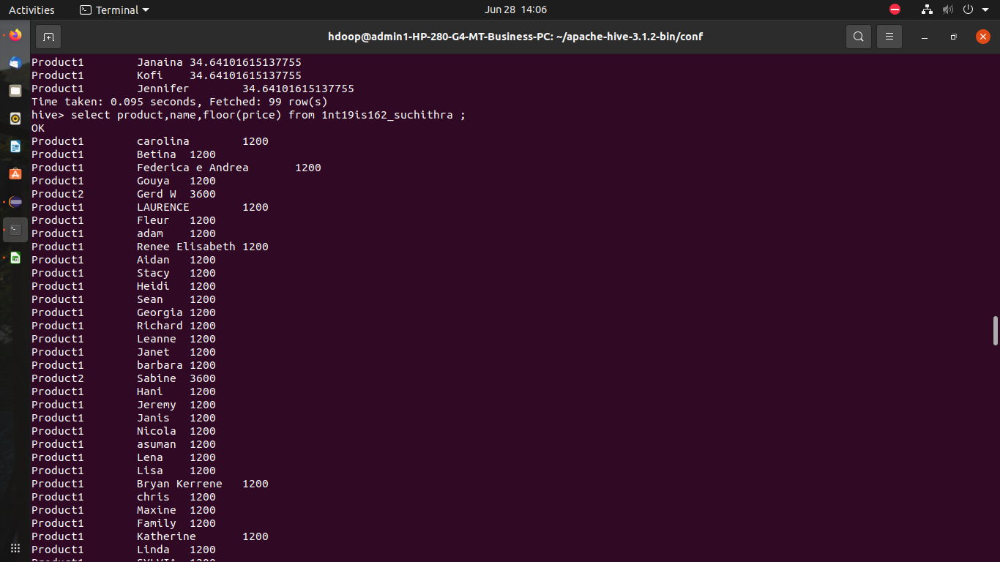 Activities Terminal Jun 28 14:06
hdoop@admin1-HP-280-G4-MT-Business-PC: ~/apache-hive-3.1.2-bin/conf
Product1 Janaina 34.64101615137755
Product1 Kofi 34.64101615137755
Product1 Jennifer 34.64101615137755
Time taken: 0.095 seconds, Fetched: 99 row(s)
hive> select product,name,floor(price) from 1nt19is162_suchithra ;
OK
Product1 carolina 1200
Product1 Betina 1200
Product1 Federica e Andrea 1200
Product1 Gouya 1200
Product2 Gerd W 3600
Product1 LAURENCE 1200
Product1 Fleur 1200
Product1 adam 1200
Product1 Renee Elisabeth 1200
Product1 Aidan 1200
Product1 Stacy 1200
Product1 Heidi 1200
Product1 Sean 1200
Product1 Georgia 1200
Product1 Richard 1200
Product1 Leanne 1200
Product1 Janet 1200
Product1 barbara 1200
Product2 Sabine 3600
Product1 Hani 1200
Product1 Jeremy 1200
Product1 Janis 1200
Product1 Nicola 1200
Product1 asuman 1200
Product1 Lena 1200
Product1 Lisa 1200
Product1 Bryan Kerrene 1200
Product1 chris 1200
Product1 Maxine 1200
Product1 Family 1200
Product1 Katherine 1200
Product1 Linda 1200
Product1 SYLVIA 1200